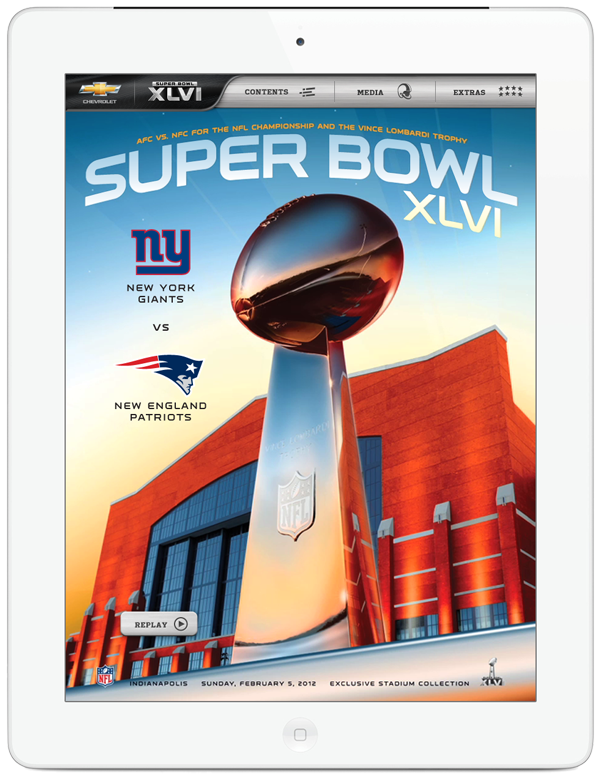 CHEVROLET
SUPER BOWL
XLVI
CONTENTS
MEDIA
EXTRAS
AFC VS. NFC FOR THE NFL CHAMPIONSHIP AND THE VINCE LOMBARDI TROPHY
SUPER BOWL
XLVI
ny
NEW YORK
GIANTS
VS
NEW ENGLAND
PATRIOTS
NFL
REPLAY
NFL
INDIANAPOLIS SUNDAY, FEBRUARY 5, 2012 EXCLUSIVE STADIUM COLLECTION
XLVI